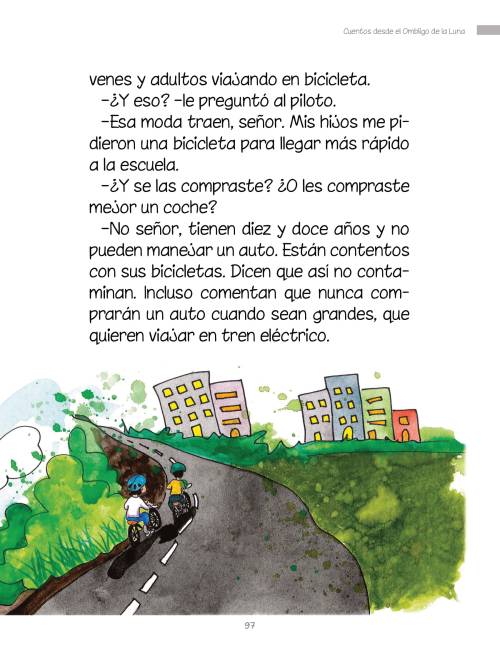 Cuentos desde el Ombligo de la Luna
venes y adultos viajando en bicicleta.
–¿Y eso? –le preguntó al piloto.
–Esa moda traen, señor. Mis hijos me pi-
dieron una bicicleta para llegar más rápido
a la escuela.
–¿Y se las compraste? ¿O les compraste
mejor un coche?
–No señor, tienen diez y doce años y no
pueden manejar un auto. Están contentos
con sus bicicletas. Dicen que así no conta-
minan. Incluso comentan que nunca com-
prarán un auto cuando sean grandes, que
quieren viajar en tren eléctrico.
97